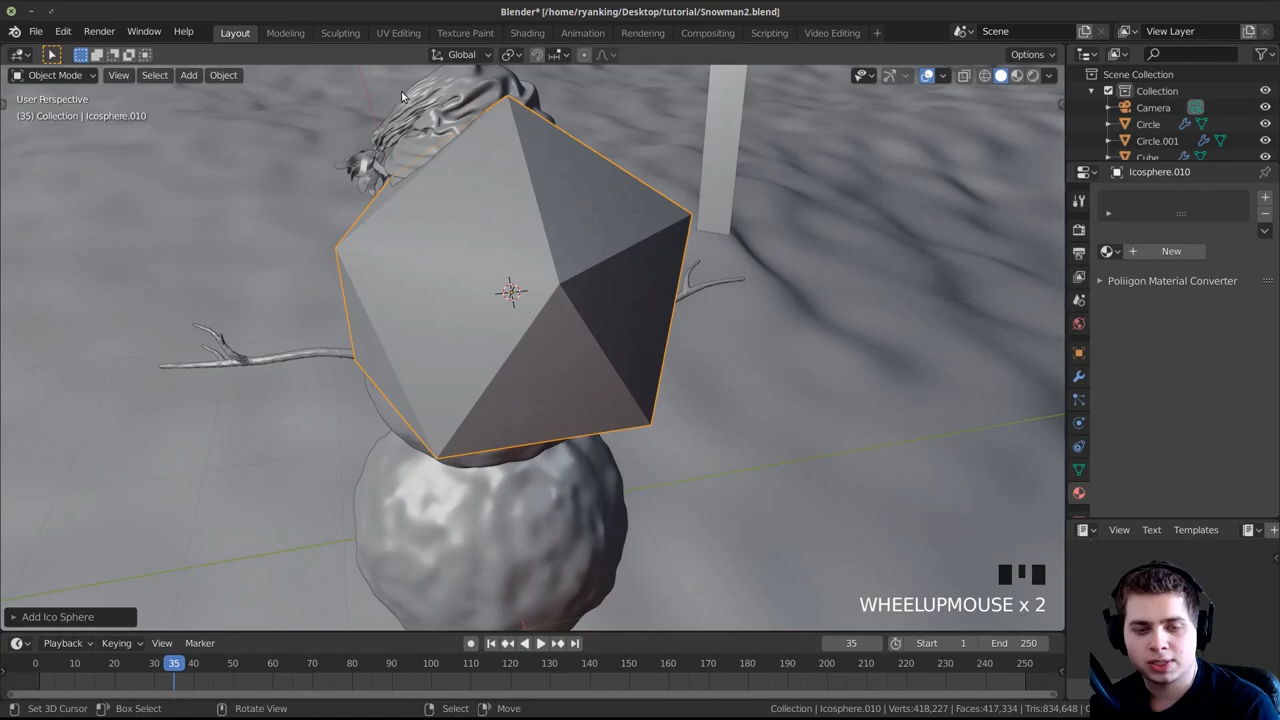 Blender* [/home/ryanking/Desktop/tutorial/Snowman2.blend]
File Edit Render Window Help Layout Modeling Sculpting UV Editing Texture Paint Shading Animation Rendering Compositing Scripting Video Editing + Scene View Layer
Global Options
Object Mode View Select Add Object
User Perspective
(35) Collection | Icosphere.010
Scene Collection
Collection
Camera
Circle
Circle.001
Cube
Icosphere.010
New
Poliigon Material Converter
View Text Templates
WHEELUPMOUSE x 2
Add Ico Sphere
Playback Keying View Marker 35 Start 1 End 250
0 10 20 30 35 40 50 60 70 80 90 100 110 120 130 140 150 160 170 180 190 200 210 220 230 240 250
Set 3D Cursor Box Select Rotate View Select Move Collection | Icosphere.010 | Verts:418,227 | Faces:417,334 | Tris:834,648 |